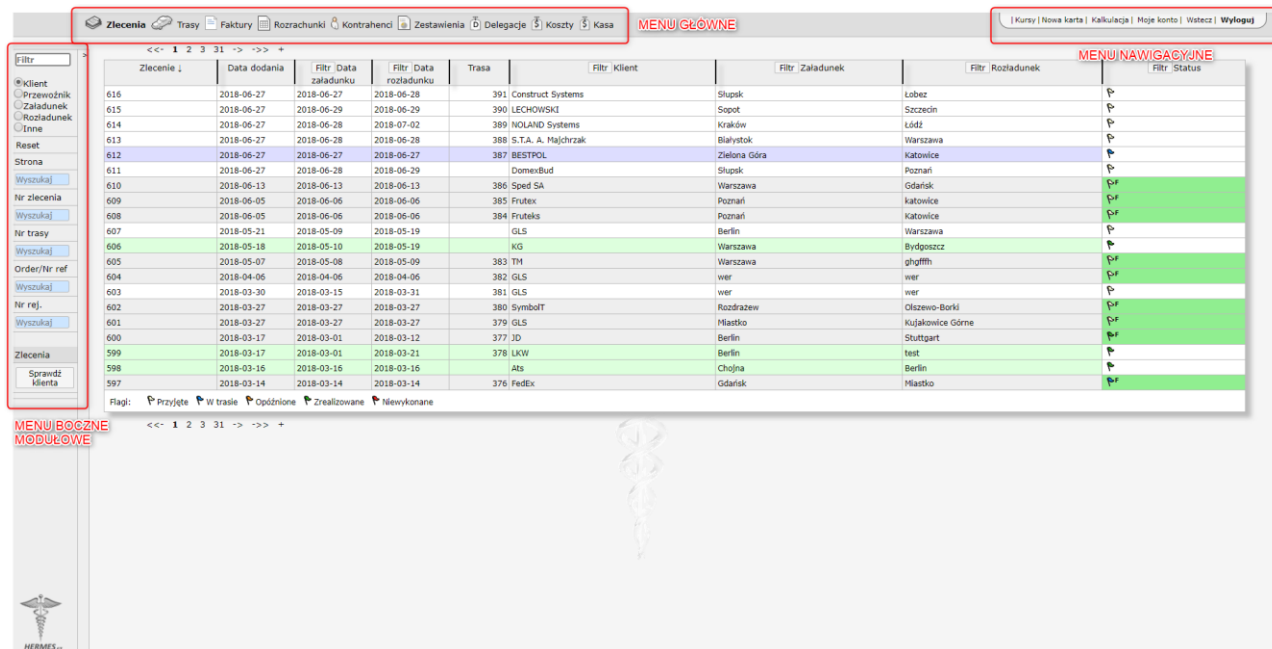 Zlecenia Trasy Faktury Rozrachunki Kontrahenci Zestawienia Delegacje Koszty Kasa MENU GŁÓWNE
| Kursy | Nowa karta | Kalkulacja | Moje konto | Wstecz | Wyloguj
MENU NAWIGACYJNE
<<- 1 2 3 31 -> ->> +
Filtr >
Klient
Przewoźnik
Załadunek
Rozładunek
Inne
Reset
Strona
Wyszukaj
Nr zlecenia
Wyszukaj
Nr trasy
Wyszukaj
Order/Nr ref
Wyszukaj
Nr rej.
Wyszukaj
Zlecenia
Sprawdź
klienta
MENU BOCZNE
MODUŁOWE
Zlecenie ↓ Data dodania Filtr Data załadunku Filtr Data rozładunku Trasa Filtr Klient Filtr Załadunek Filtr Rozładunek Filtr Status
616 2018-06-27 2018-06-27 2018-06-28 391 Construct Systems Słupsk Łobez
615 2018-06-27 2018-06-29 2018-06-29 390 LECHOWSKI Sopot Szczecin
614 2018-06-27 2018-06-28 2018-07-02 389 NOLAND Systems Kraków Łódź
613 2018-06-27 2018-06-28 2018-06-28 388 S.T.A. A. Majchrzak Białystok Warszawa
612 2018-06-27 2018-06-27 2018-06-27 387 BESTPOL Zielona Góra Katowice
611 2018-06-27 2018-06-28 2018-06-29 DomexBud Słupsk Poznań
610 2018-06-13 2018-06-13 2018-06-13 386 Sped SA Warszawa Gdańsk F
609 2018-06-05 2018-06-06 2018-06-06 385 Frutex Poznań katowice F
608 2018-06-05 2018-06-06 2018-06-06 384 Fruteks Poznań Katowice F
607 2018-05-21 2018-05-09 2018-05-19 GLS Berlin Warszawa
606 2018-05-18 2018-05-10 2018-05-19 KG Warszawa Bydgoszcz
605 2018-05-07 2018-05-08 2018-05-09 383 TM Warszawa ghgfffh F
604 2018-04-06 2018-04-06 2018-04-06 382 GLS wer wer F
603 2018-03-30 2018-03-15 2018-03-31 381 GLS wer wer
602 2018-03-27 2018-03-27 2018-03-27 380 SymbolT Rozdrażew Olszewo-Borki F
601 2018-03-27 2018-03-27 2018-03-27 379 GLS Miastko Kujakowice Górne F
600 2018-03-17 2018-03-01 2018-03-12 377 JD Berlin Stuttgart F
599 2018-03-17 2018-03-01 2018-03-21 378 LKW Berlin test
598 2018-03-16 2018-03-16 2018-03-16 Ats Chojna Berlin
597 2018-03-14 2018-03-14 2018-03-14 376 FedEx Gdańsk Miastko F
Flagi: Przyjęte W trasie Opóźnione Zrealizowane Niewykonane
<<- 1 2 3 31 -> ->> +
HERMES